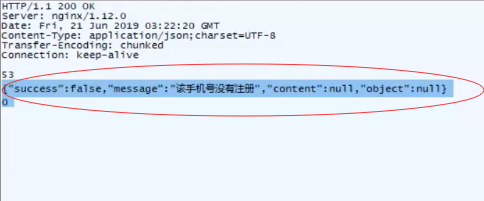 HTTP/1.1 200 OK
Server: nginx/1.12.0
Date: Fri, 21 Jun 2019 03:22:20 GMT
Content-Type: application/json;charset=UTF-8
Transfer-Encoding: chunked
Connection: keep-alive
53
{"success":false,"message":"该手机号没有注册","content":null,"object":null}
0